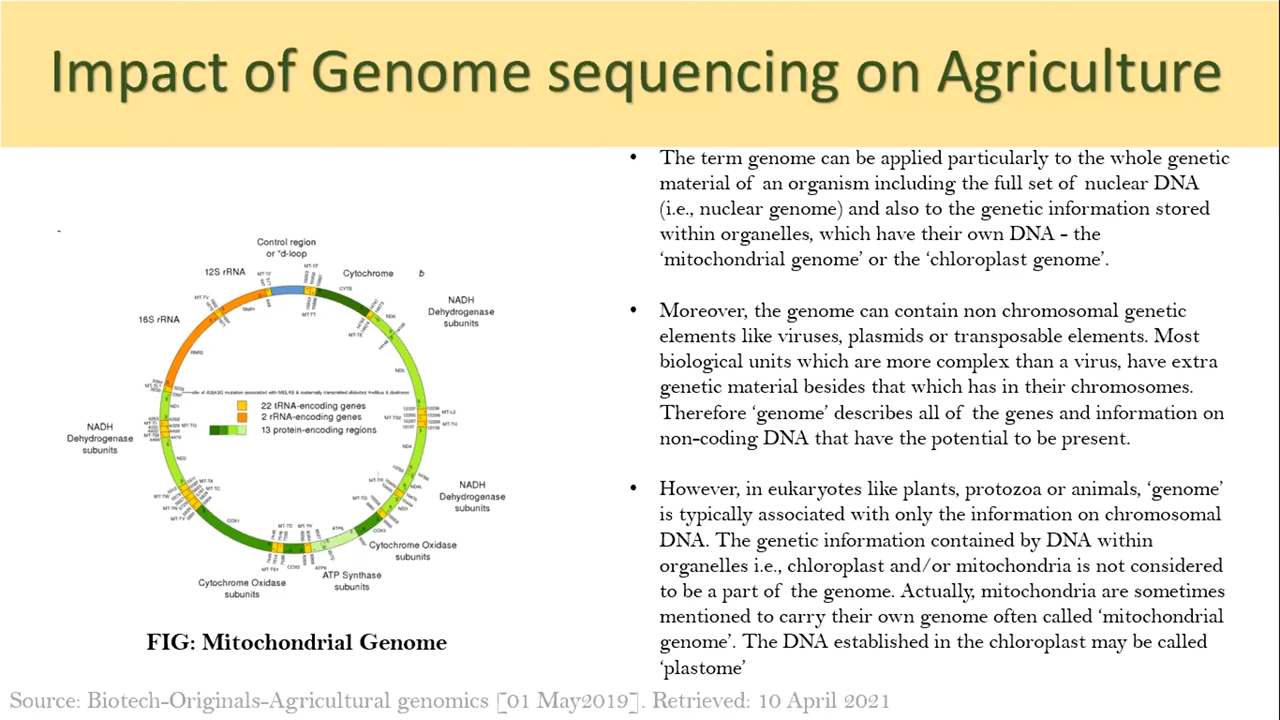 Impact of Genome sequencing on Agriculture
Control region
or "d-loop
12S rRNA
Cytochrome b
NADH
Dehydrogenase
subunits
16S rRNA
22 tRNA-encoding genes
2 rRNA-encoding genes
13 protein-encoding regions
NADH
Dehydrogenase
subunits
NADH
Dehydrogenase
subunits
Cytochrome Oxidase
subunits
ATP Synthase
subunits
Cytochrome Oxidase
subunits
FIG: Mitochondrial Genome
• The term genome can be applied particularly to the whole genetic
material of an organism including the full set of nuclear DNA
(i.e., nuclear genome) and also to the genetic information stored
within organelles, which have their own DNA – the
‘mitochondrial genome’ or the ‘chloroplast genome’.
• Moreover, the genome can contain non chromosomal genetic
elements like viruses, plasmids or transposable elements. Most
biological units which are more complex than a virus, have extra
genetic material besides that which has in their chromosomes.
Therefore ‘genome’ describes all of the genes and information on
non-coding DNA that have the potential to be present.
• However, in eukaryotes like plants, protozoa or animals, ‘genome’
is typically associated with only the information on chromosomal
DNA. The genetic information contained by DNA within
organelles i.e., chloroplast and/or mitochondria is not considered
to be a part of the genome. Actually, mitochondria are sometimes
mentioned to carry their own genome often called ‘mitochondrial
genome’. The DNA established in the chloroplast may be called
‘plastome’
Source: Biotech-Originals-Agricultural genomics [01 May2019]. Retrieved: 10 April 2021